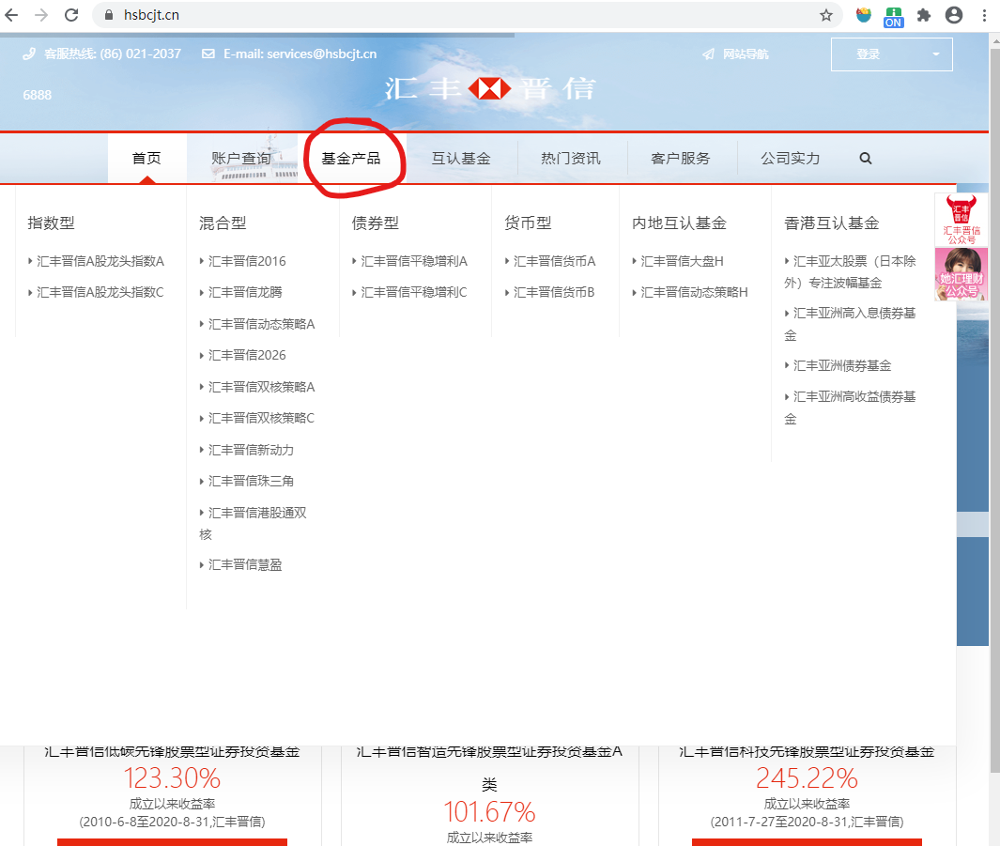 hsbcjt.cn
ON
客服热线: (86) 021-2037
6888
E-mail: services@hsbcjt.cn
网站导航
登录
汇丰晋信
首页
账户查询
基金产品
互认基金
热门资讯
客户服务
公司实力
指数型
汇丰晋信A股龙头指数A
汇丰晋信A股龙头指数C
混合型
汇丰晋信2016
汇丰晋信龙腾
汇丰晋信动态策略A
汇丰晋信2026
汇丰晋信双核策略A
汇丰晋信双核策略C
汇丰晋信新动力
汇丰晋信珠三角
汇丰晋信港股通双
核
汇丰晋信慧盈
债券型
汇丰晋信平稳增利A
汇丰晋信平稳增利C
货币型
汇丰晋信货币A
汇丰晋信货币B
内地互认基金
汇丰晋信大盘H
汇丰晋信动态策略H
香港互认基金
汇丰亚太股票（日本除
外）专注波幅基金
汇丰亚洲高入息债券基
金
汇丰亚洲债券基金
汇丰亚洲高收益债券基
金
汇丰
晋信
汇丰晋信
公众号
她汇理财
公众号
汇丰晋信低碳先锋股票型证券投资基金
123.30%
成立以来收益率
(2010-6-8至2020-8-31,汇丰晋信)
汇丰晋信智造先锋股票型证券投资基金A
类
101.67%
成立以来收益率
汇丰晋信科技先锋股票型证券投资基金
245.22%
成立以来收益率
(2011-7-27至2020-8-31,汇丰晋信)